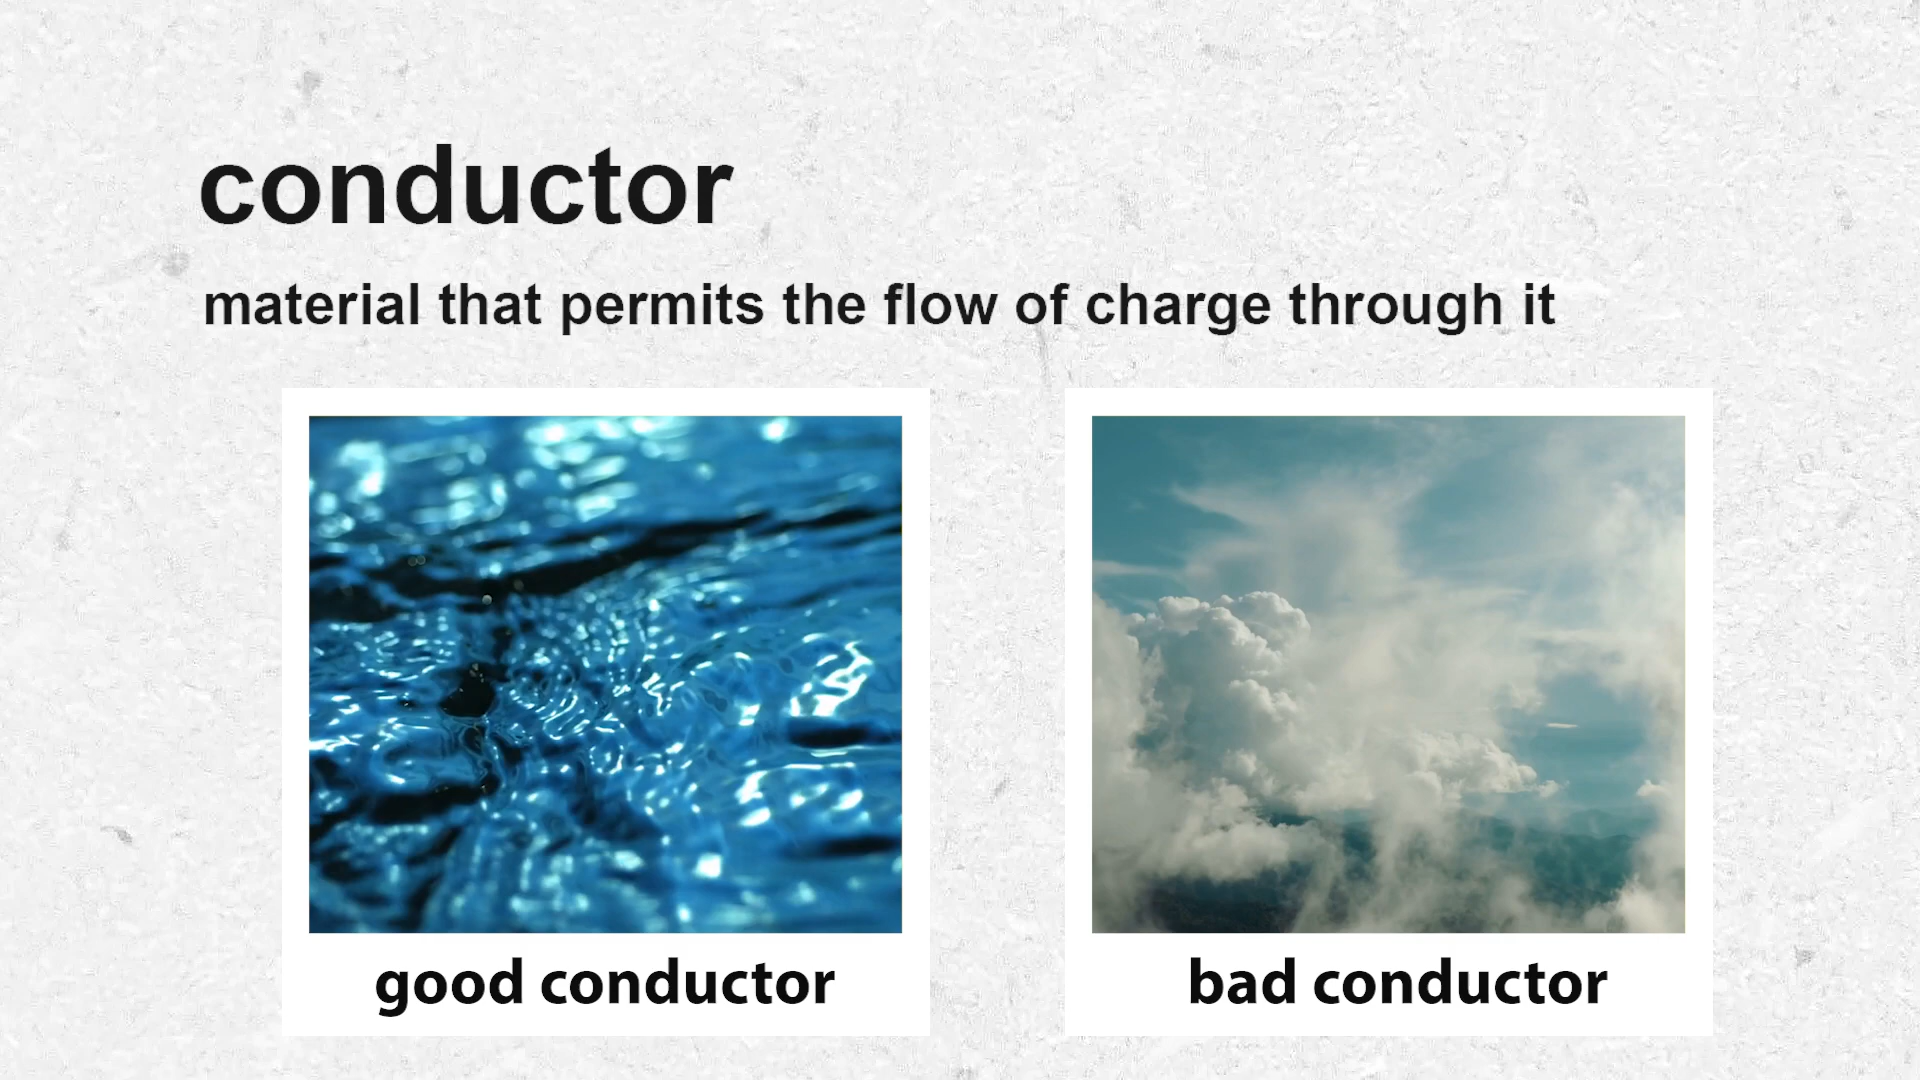 conductor
material that permits the flow of charge through it
good conductor
bad conductor